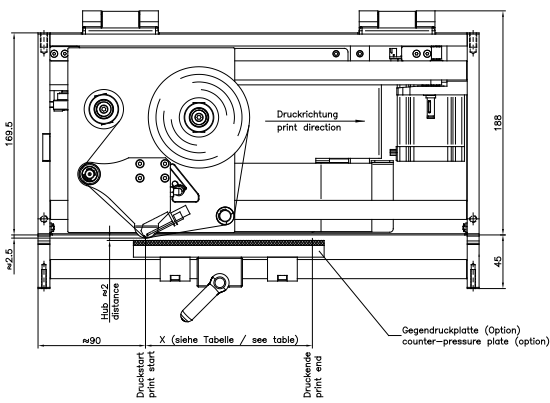 Druckrichtung
print direction
169.5
188
≈2.5
45
Hub ≈2
distance
≈90
X (siehe Tabelle / see table)
Gegendruckplatte (Option)
counter-pressure plate (option)
Druckstart
print start
Druckende
print end